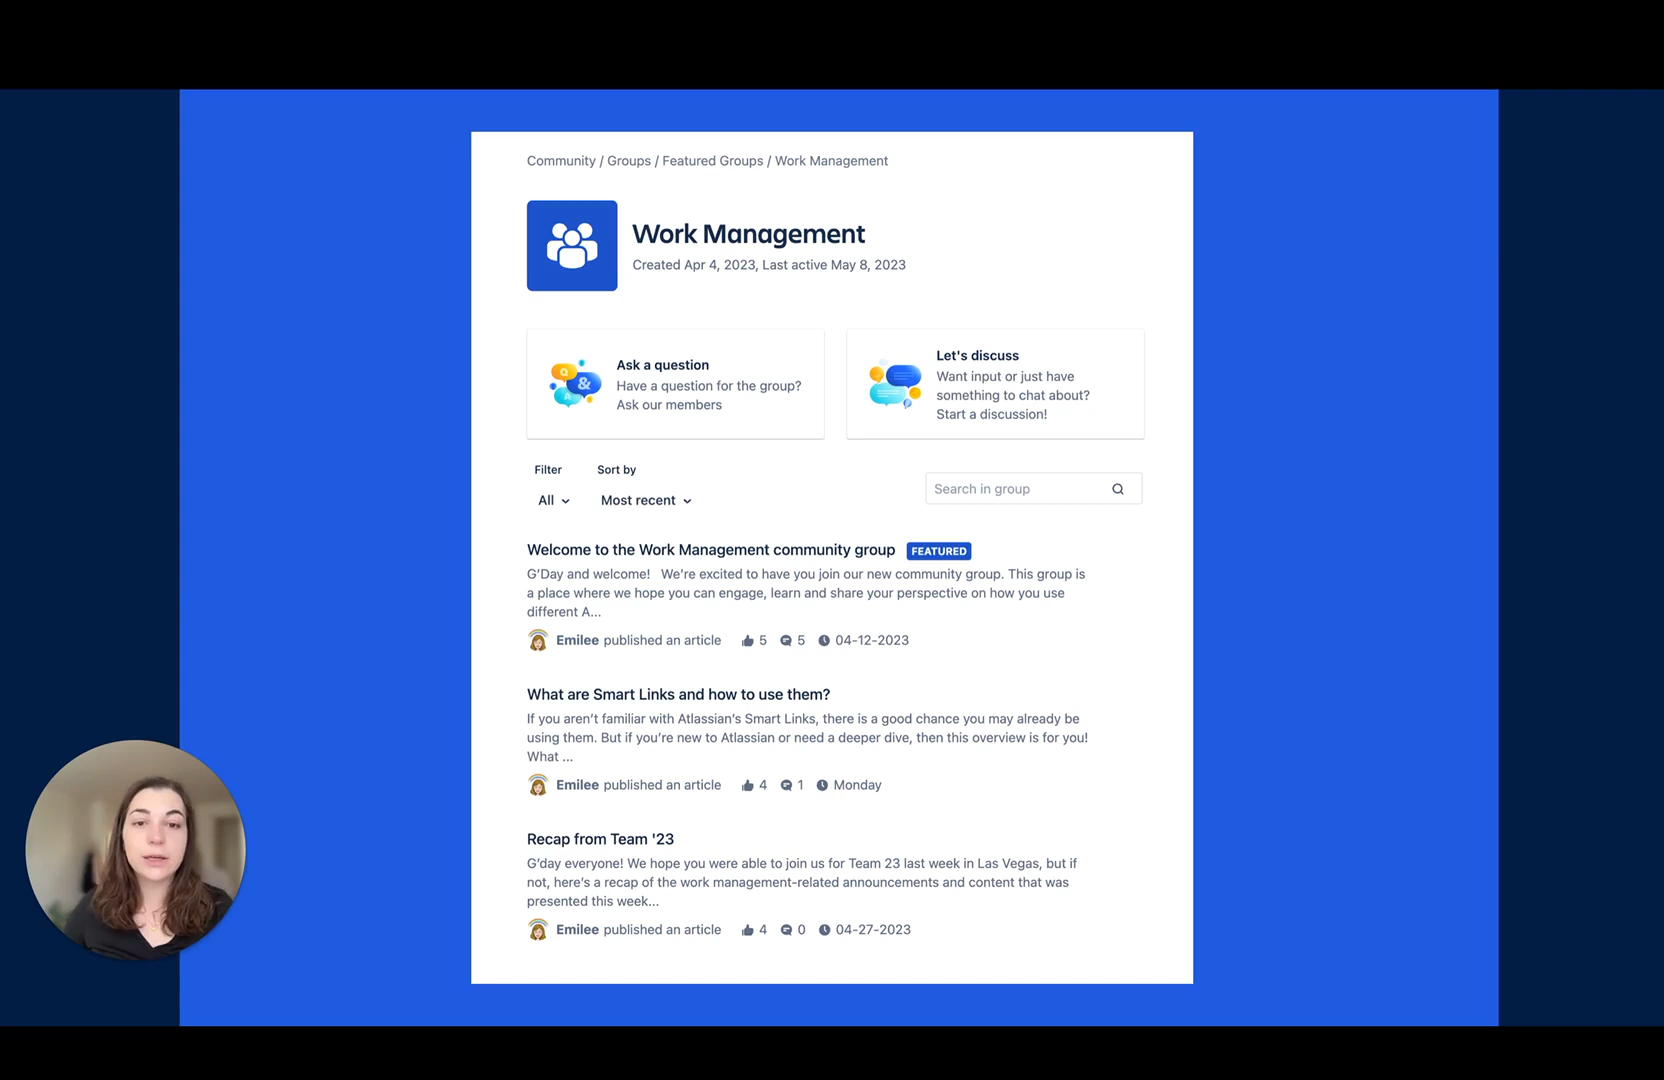 Community / Groups / Featured Groups / Work Management
Work Management
Created Apr 4, 2023, Last active May 8, 2023
Ask a question
Have a question for the group?
Ask our members
Let's discuss
Want input or just have
something to chat about?
Start a discussion!
Q
&
A
Filter
Sort by
All
Most recent
Search in group
Welcome to the Work Management community group FEATURED
G'Day and welcome! We're excited to have you join our new community group. This group is
a place where we hope you can engage, learn and share your perspective on how you use
different A...
Emilee published an article 5 5 04-12-2023
What are Smart Links and how to use them?
If you aren't familiar with Atlassian's Smart Links, there is a good chance you may already be
using them. But if you're new to Atlassian or need a deeper dive, then this overview is for you!
What ...
Emilee published an article 4 1 Monday
Recap from Team '23
G'day everyone! We hope you were able to join us for Team 23 last week in Las Vegas, but if
not, here's a recap of the work management-related announcements and content that was
presented this week...
Emilee published an article 4 0 04-27-2023